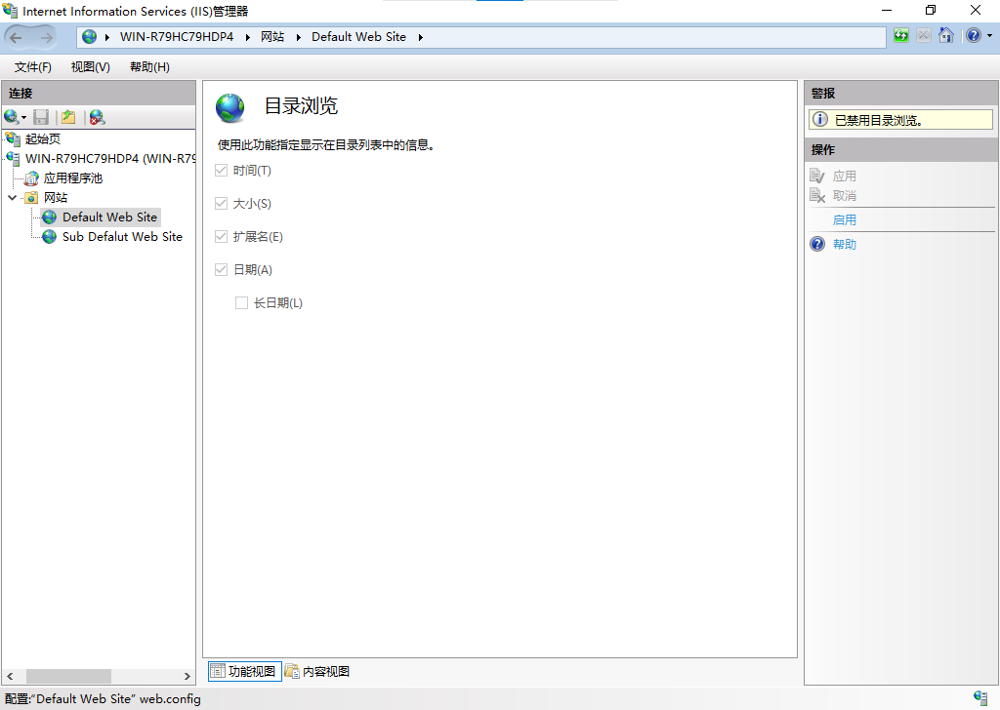 Internet Information Services (IIS)管理器
WIN-R79HC79HDP4 网站 Default Web Site
文件(F) 视图(V) 帮助(H)
连接
起始页
WIN-R79HC79HDP4 (WIN-R79
应用程序池
网站
Default Web Site
Sub Defalut Web Site
目录浏览
使用此功能指定显示在目录列表中的信息。
时间(T)
大小(S)
扩展名(E)
日期(A)
长日期(L)
功能视图 内容视图
警报
已禁用目录浏览。
操作
应用
取消
启用
帮助
配置:“Default Web Site” web.config